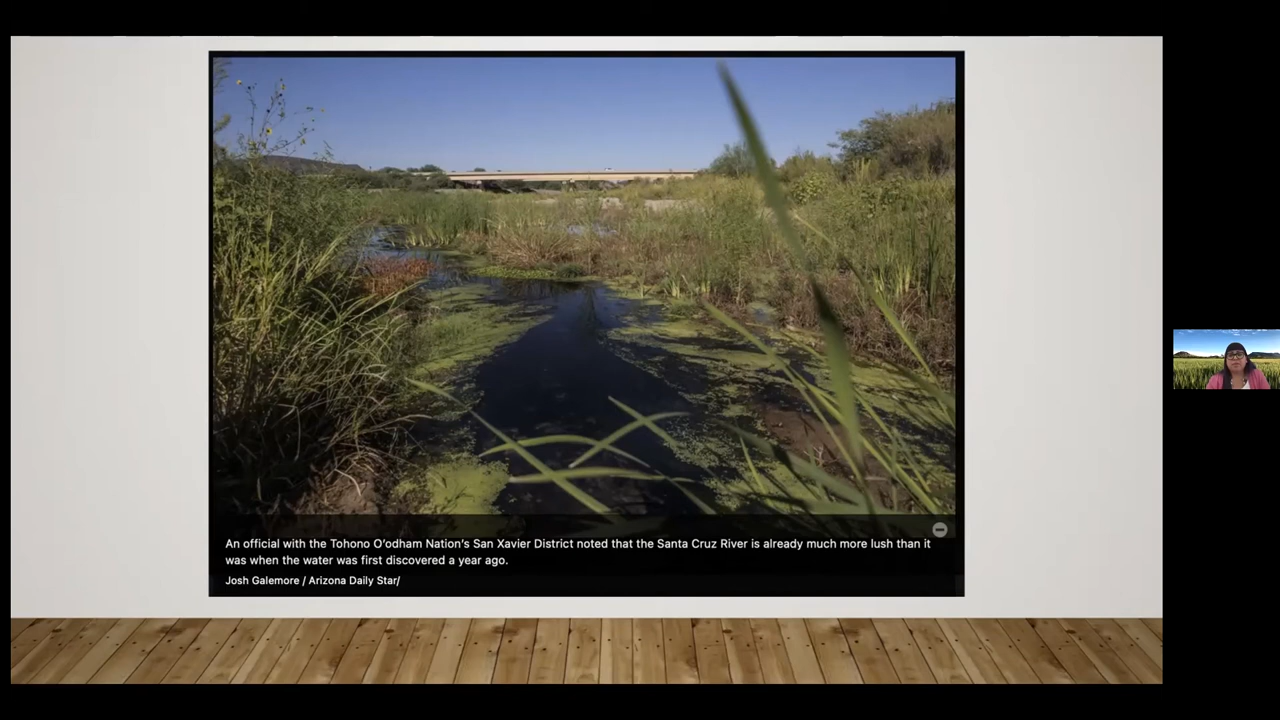 An official with the Tohono O'odham Nation's San Xavier District noted that the Santa Cruz River is already much more lush than it
was when the water was first discovered a year ago.
Josh Galemore / Arizona Daily Star/